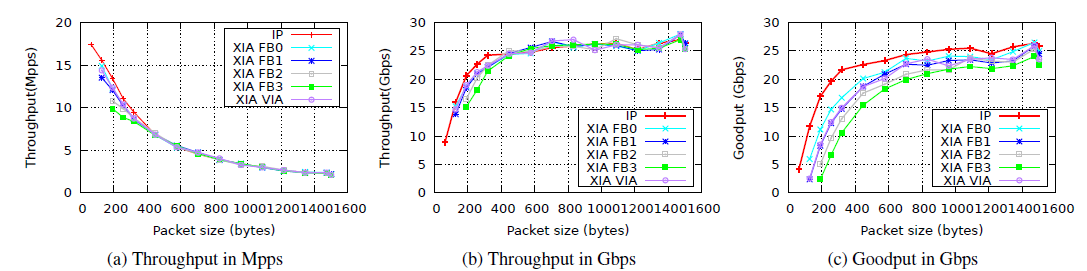 Throughput(Mpps)
20
15
10
5
0
IP
XIA FB0
XIA FB1
XIA FB2
XIA FB3
XIA VIA
0 200 400 600 800 1000 1200 1400 1600
Packet size (bytes)
(a) Throughput in Mpps
Throughput(Gbps)
30
25
20
15
10
5
0
IP
XIA FB0
XIA FB1
XIA FB2
XIA FB3
XIA VIA
0 200 400 600 800 1000 1200 1400 1600
Packet size (bytes)
(b) Throughput in Gbps
Goodput (Gbps)
30
25
20
15
10
5
0
IP
XIA FB0
XIA FB1
XIA FB2
XIA FB3
XIA VIA
0 200 400 600 800 1000 1200 1400 1600
Packet size (bytes)
(c) Goodput in Gbps